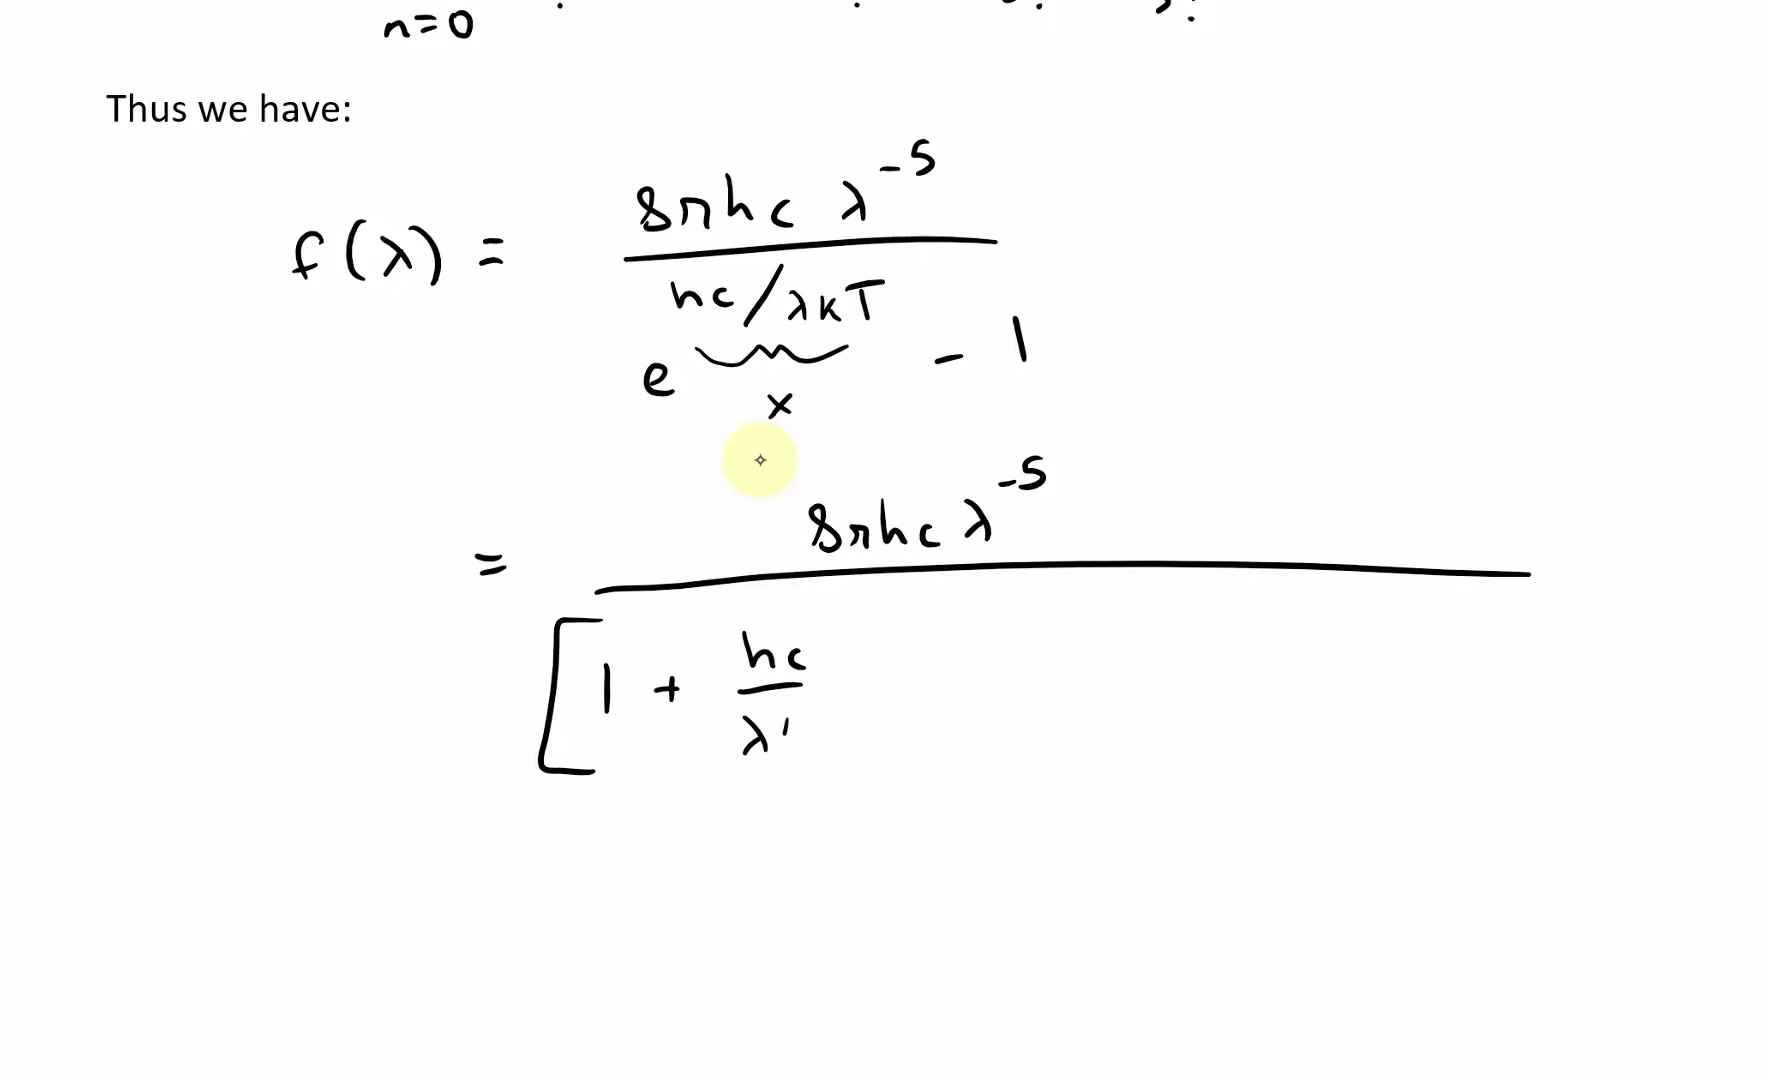 n=0
Thus we have:
f(λ) = 8πhc λ^-5
hc/λkT
e - 1
x
= 8πhc λ^-5
[1 + hc
λ'